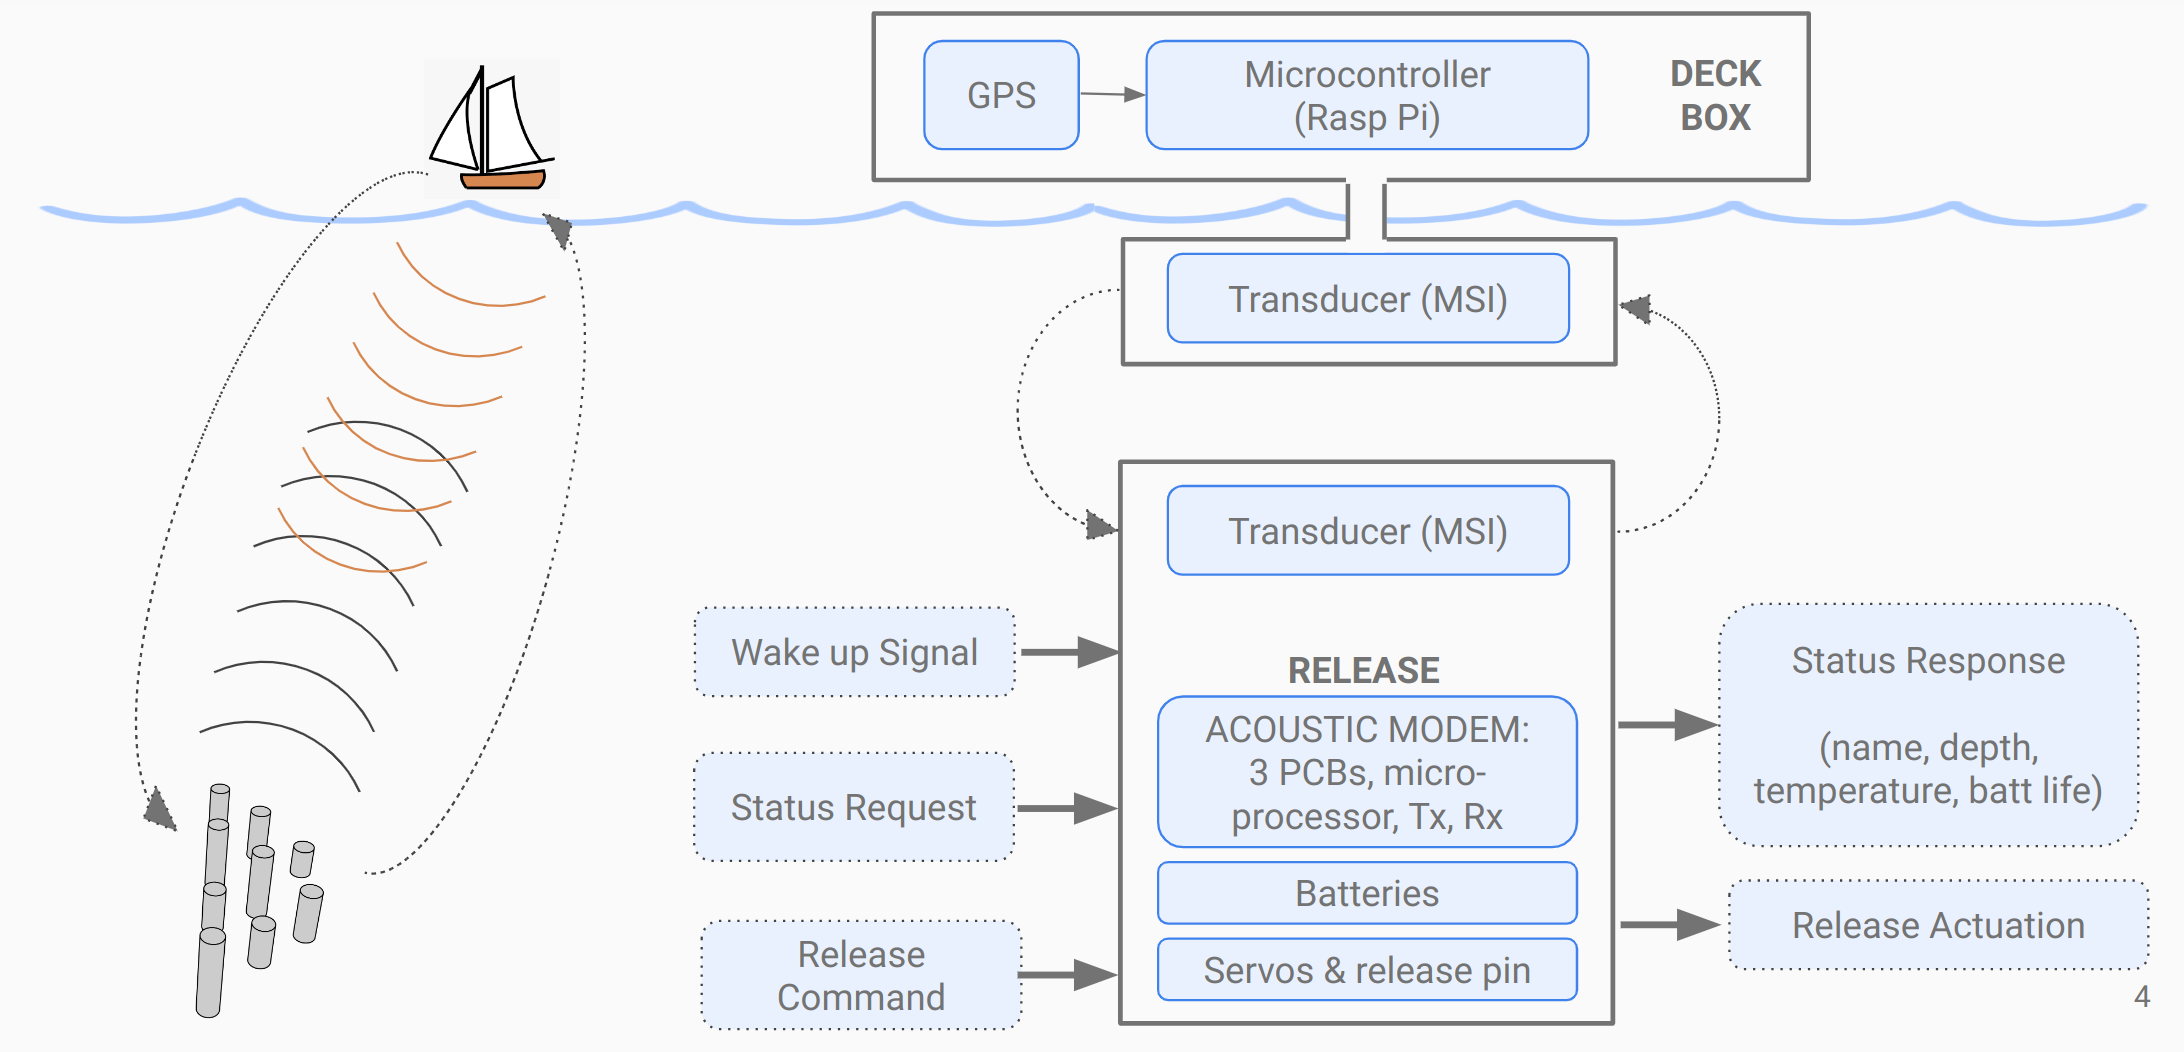 GPS
Microcontroller
(Rasp Pi)
DECK
BOX
Transducer (MSI)
Transducer (MSI)
Wake up Signal
Status Request
Release
Command
RELEASE
ACOUSTIC MODEM:
3 PCBs, micro-
processor, Tx, Rx
Batteries
Servos & release pin
Status Response
(name, depth,
temperature, batt life)
Release Actuation
4